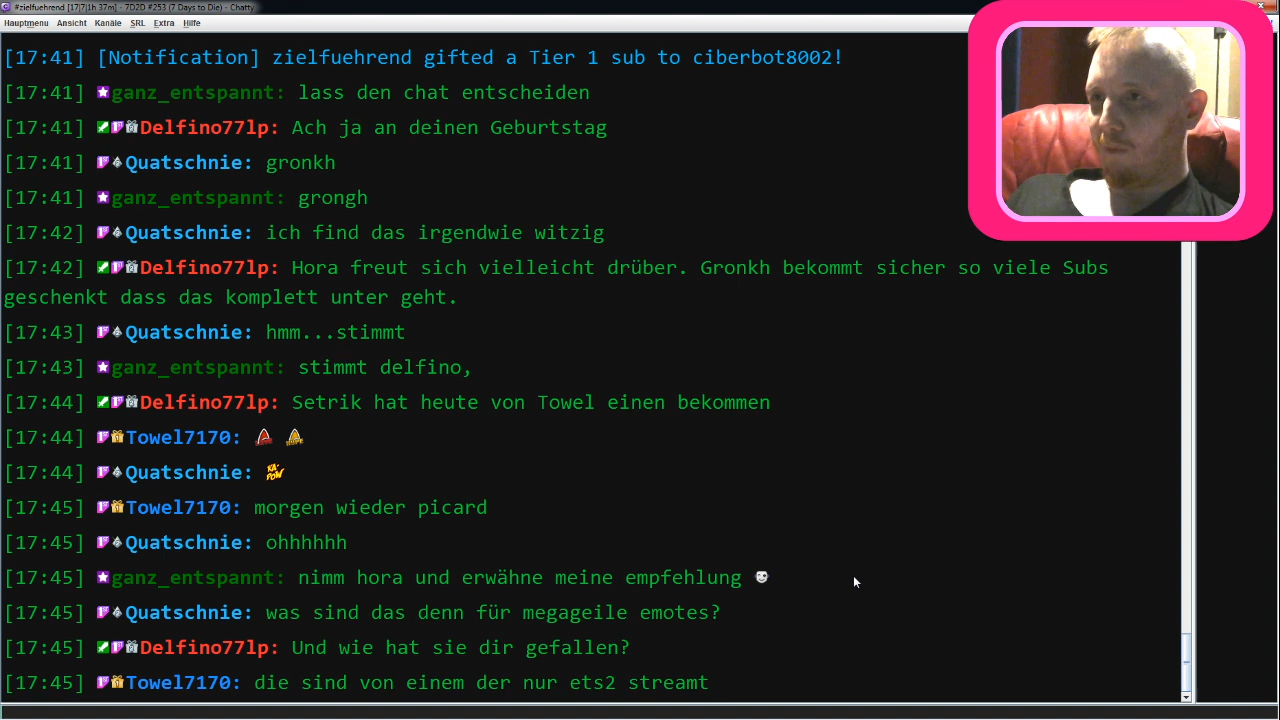 #zielfuehrend [17|7|1h 37m] - 7D2D #253 (7 Days to Die) - Chatty
Hauptmenu Ansicht Kanäle SRL Extra Hilfe
[17:41] [Notification] zielfuehrend gifted a Tier 1 sub to ciberbot8002!
[17:41] ganz_entspannt: lass den chat entscheiden
[17:41] Delfino77lp: Ach ja an deinen Geburtstag
[17:41] Quatschnie: gronkh
[17:41] ganz_entspannt: grongh
[17:42] Quatschnie: ich find das irgendwie witzig
[17:42] Delfino77lp: Hora freut sich vielleicht drüber. Gronkh bekommt sicher so viele Subs
geschenkt dass das komplett unter geht.
[17:43] Quatschnie: hmm...stimmt
[17:43] ganz_entspannt: stimmt delfino,
[17:44] Delfino77lp: Setrik hat heute von Towel einen bekommen
[17:44] Towel7170:
[17:44] Quatschnie: KA-
POW
[17:45] Towel7170: morgen wieder picard
[17:45] Quatschnie: ohhhhhh
[17:45] ganz_entspannt: nimm hora und erwähne meine empfehlung
[17:45] Quatschnie: was sind das denn für megageile emotes?
[17:45] Delfino77lp: Und wie hat sie dir gefallen?
[17:45] Towel7170: die sind von einem der nur ets2 streamt